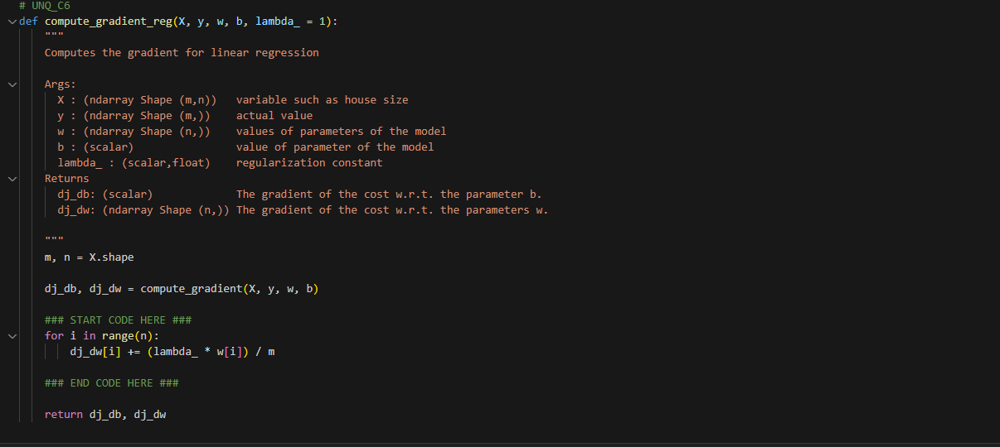 # UNQ_C6
def compute_gradient_reg(X, y, w, b, lambda_ = 1):
"""
Computes the gradient for linear regression
Args:
X : (ndarray Shape (m,n))   variable such as house size
y : (ndarray Shape (m,))    actual value
w : (ndarray Shape (n,))    values of parameters of the model
b : (scalar)                value of parameter of the model
lambda_ : (scalar,float)    regularization constant
Returns
dj_db: (scalar)             The gradient of the cost w.r.t. the parameter b.
dj_dw: (ndarray Shape (n,)) The gradient of the cost w.r.t. the parameters w.
"""
m, n = X.shape
dj_db, dj_dw = compute_gradient(X, y, w, b)
### START CODE HERE ###
for i in range(n):
dj_dw[i] += (lambda_ * w[i]) / m
### END CODE HERE ###
return dj_db, dj_dw